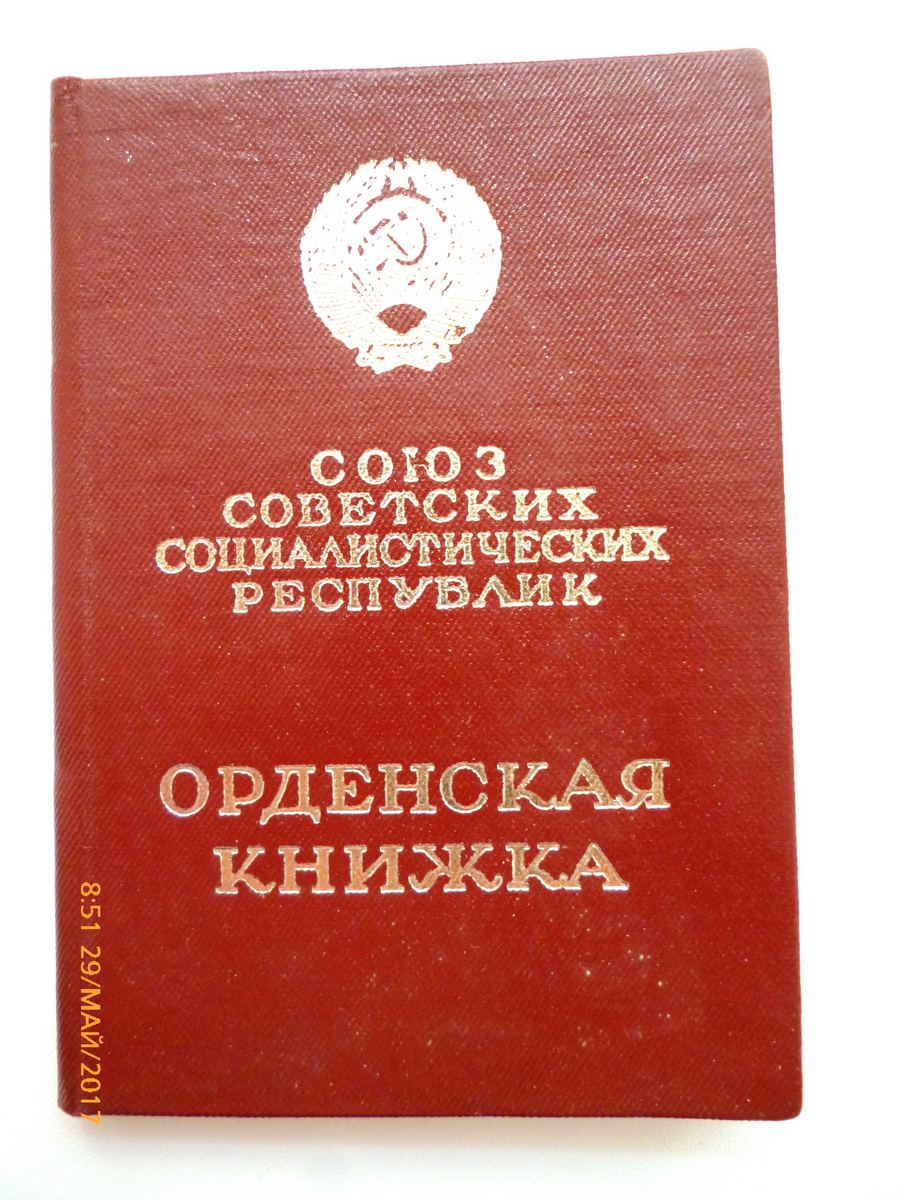 СОЮЗ
СОВЕТСКИХ
СОЦИАЛИСТИЧЕСКИХ
РЕСПУБЛИК
ОРДЕНСКАЯ
КНИЖКА
8:51 29/МАЙ/2017